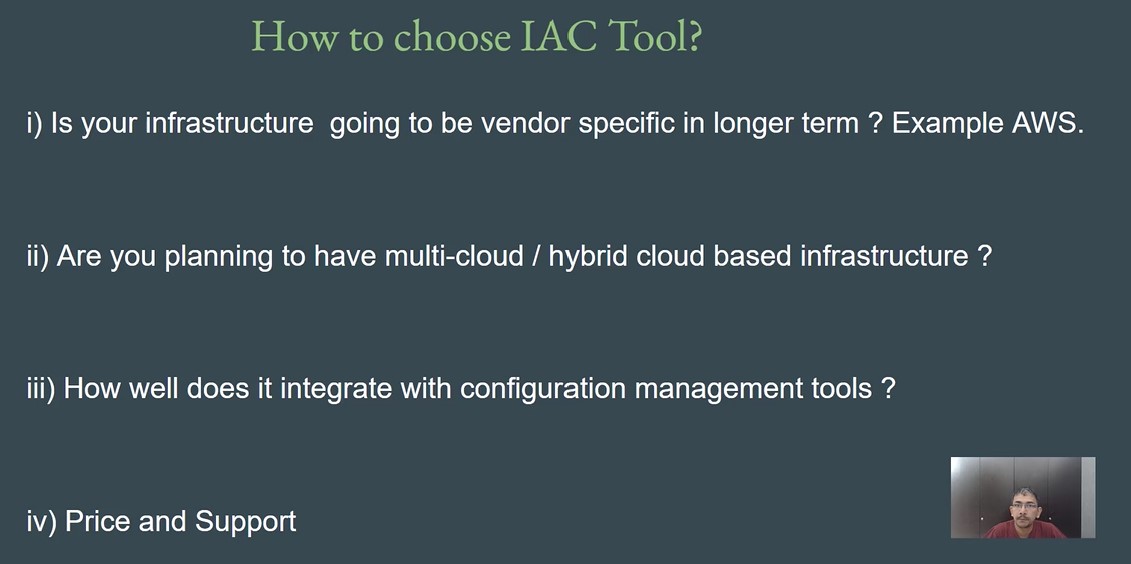 How to choose IAC Tool?
i) Is your infrastructure  going to be vendor specific in longer term ? Example AWS.
ii) Are you planning to have multi-cloud / hybrid cloud based infrastructure ?
iii) How well does it integrate with configuration management tools ?
iv) Price and Support